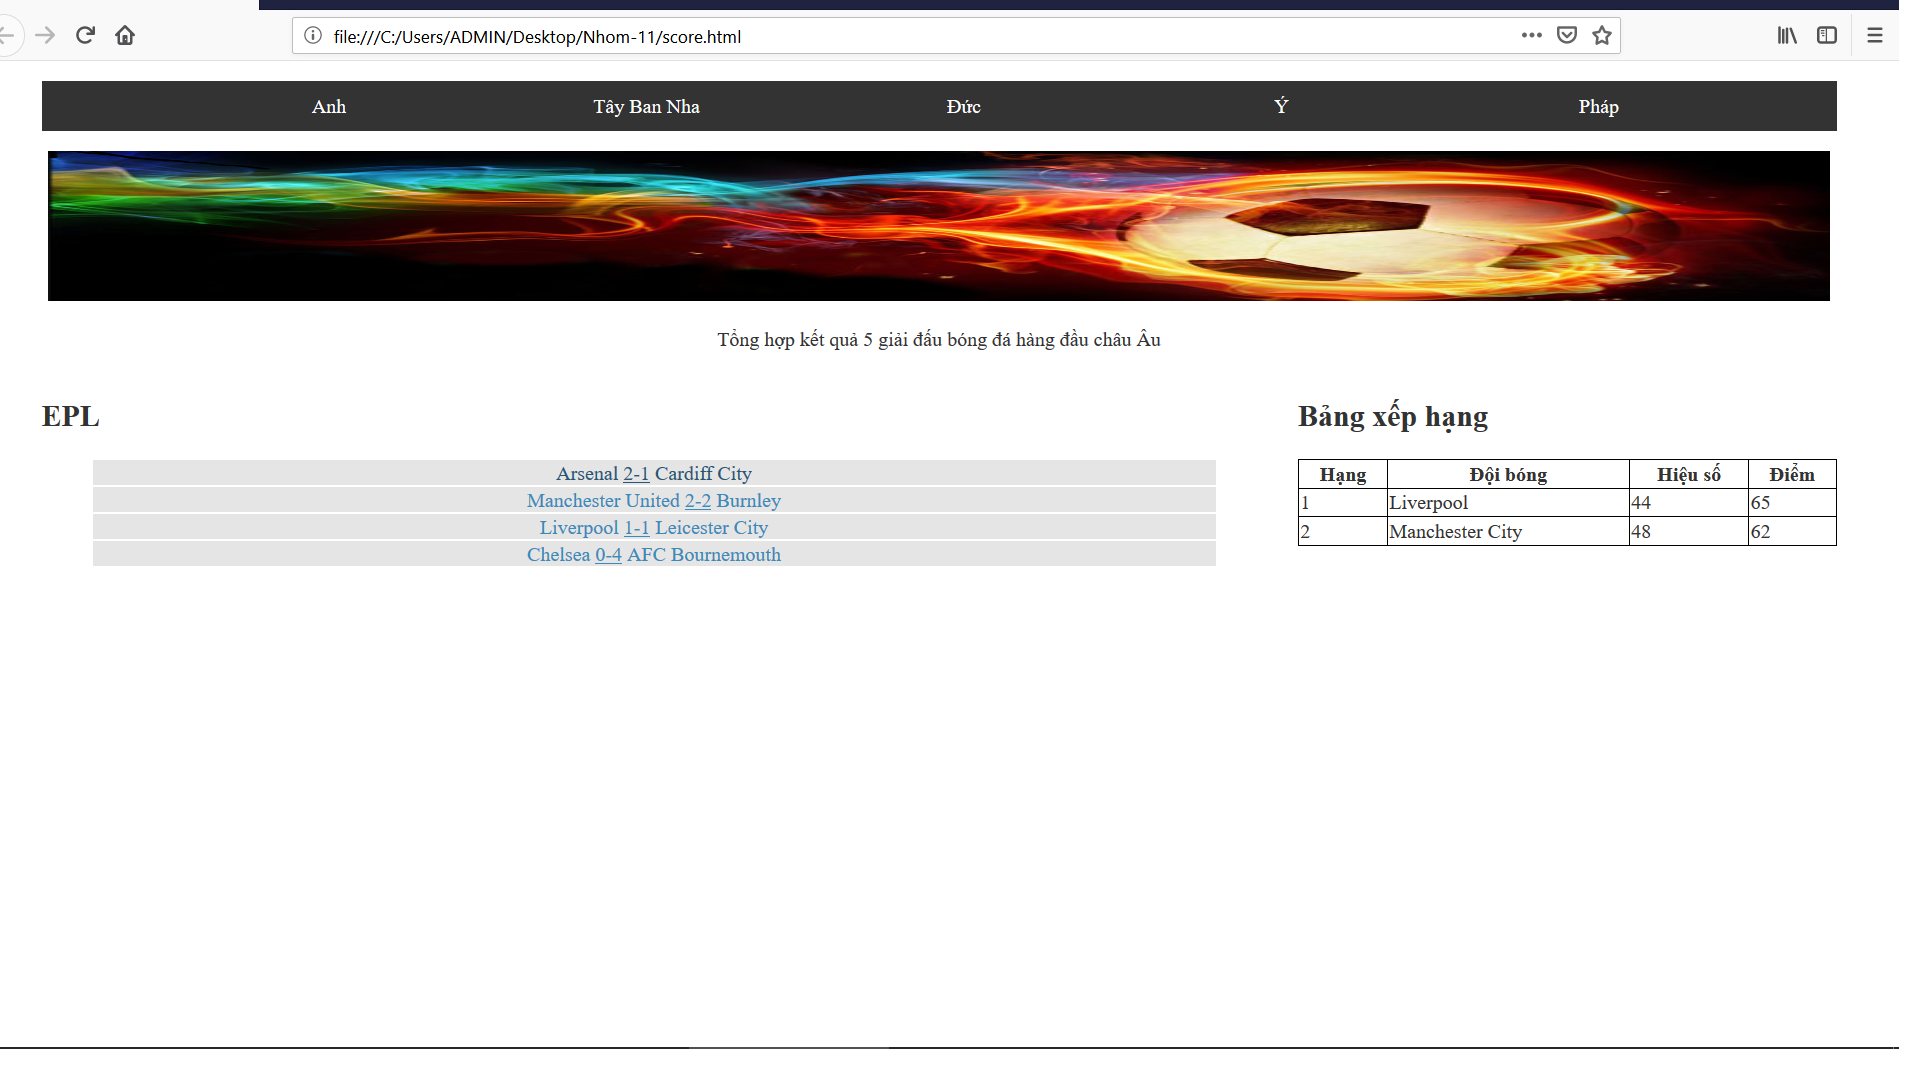 file:///C:/Users/ADMIN/Desktop/Nhom-11/score.html
Anh Tây Ban Nha Đức Ý Pháp
Tổng hợp kết quả 5 giải đấu bóng đá hàng đầu châu Âu
EPL
Arsenal 2-1 Cardiff City
Manchester United 2-2 Burnley
Liverpool 1-1 Leicester City
Chelsea 0-4 AFC Bournemouth
Bảng xếp hạng
Hạng Đội bóng Hiệu số Điểm
1 Liverpool 44 65
2 Manchester City 48 62